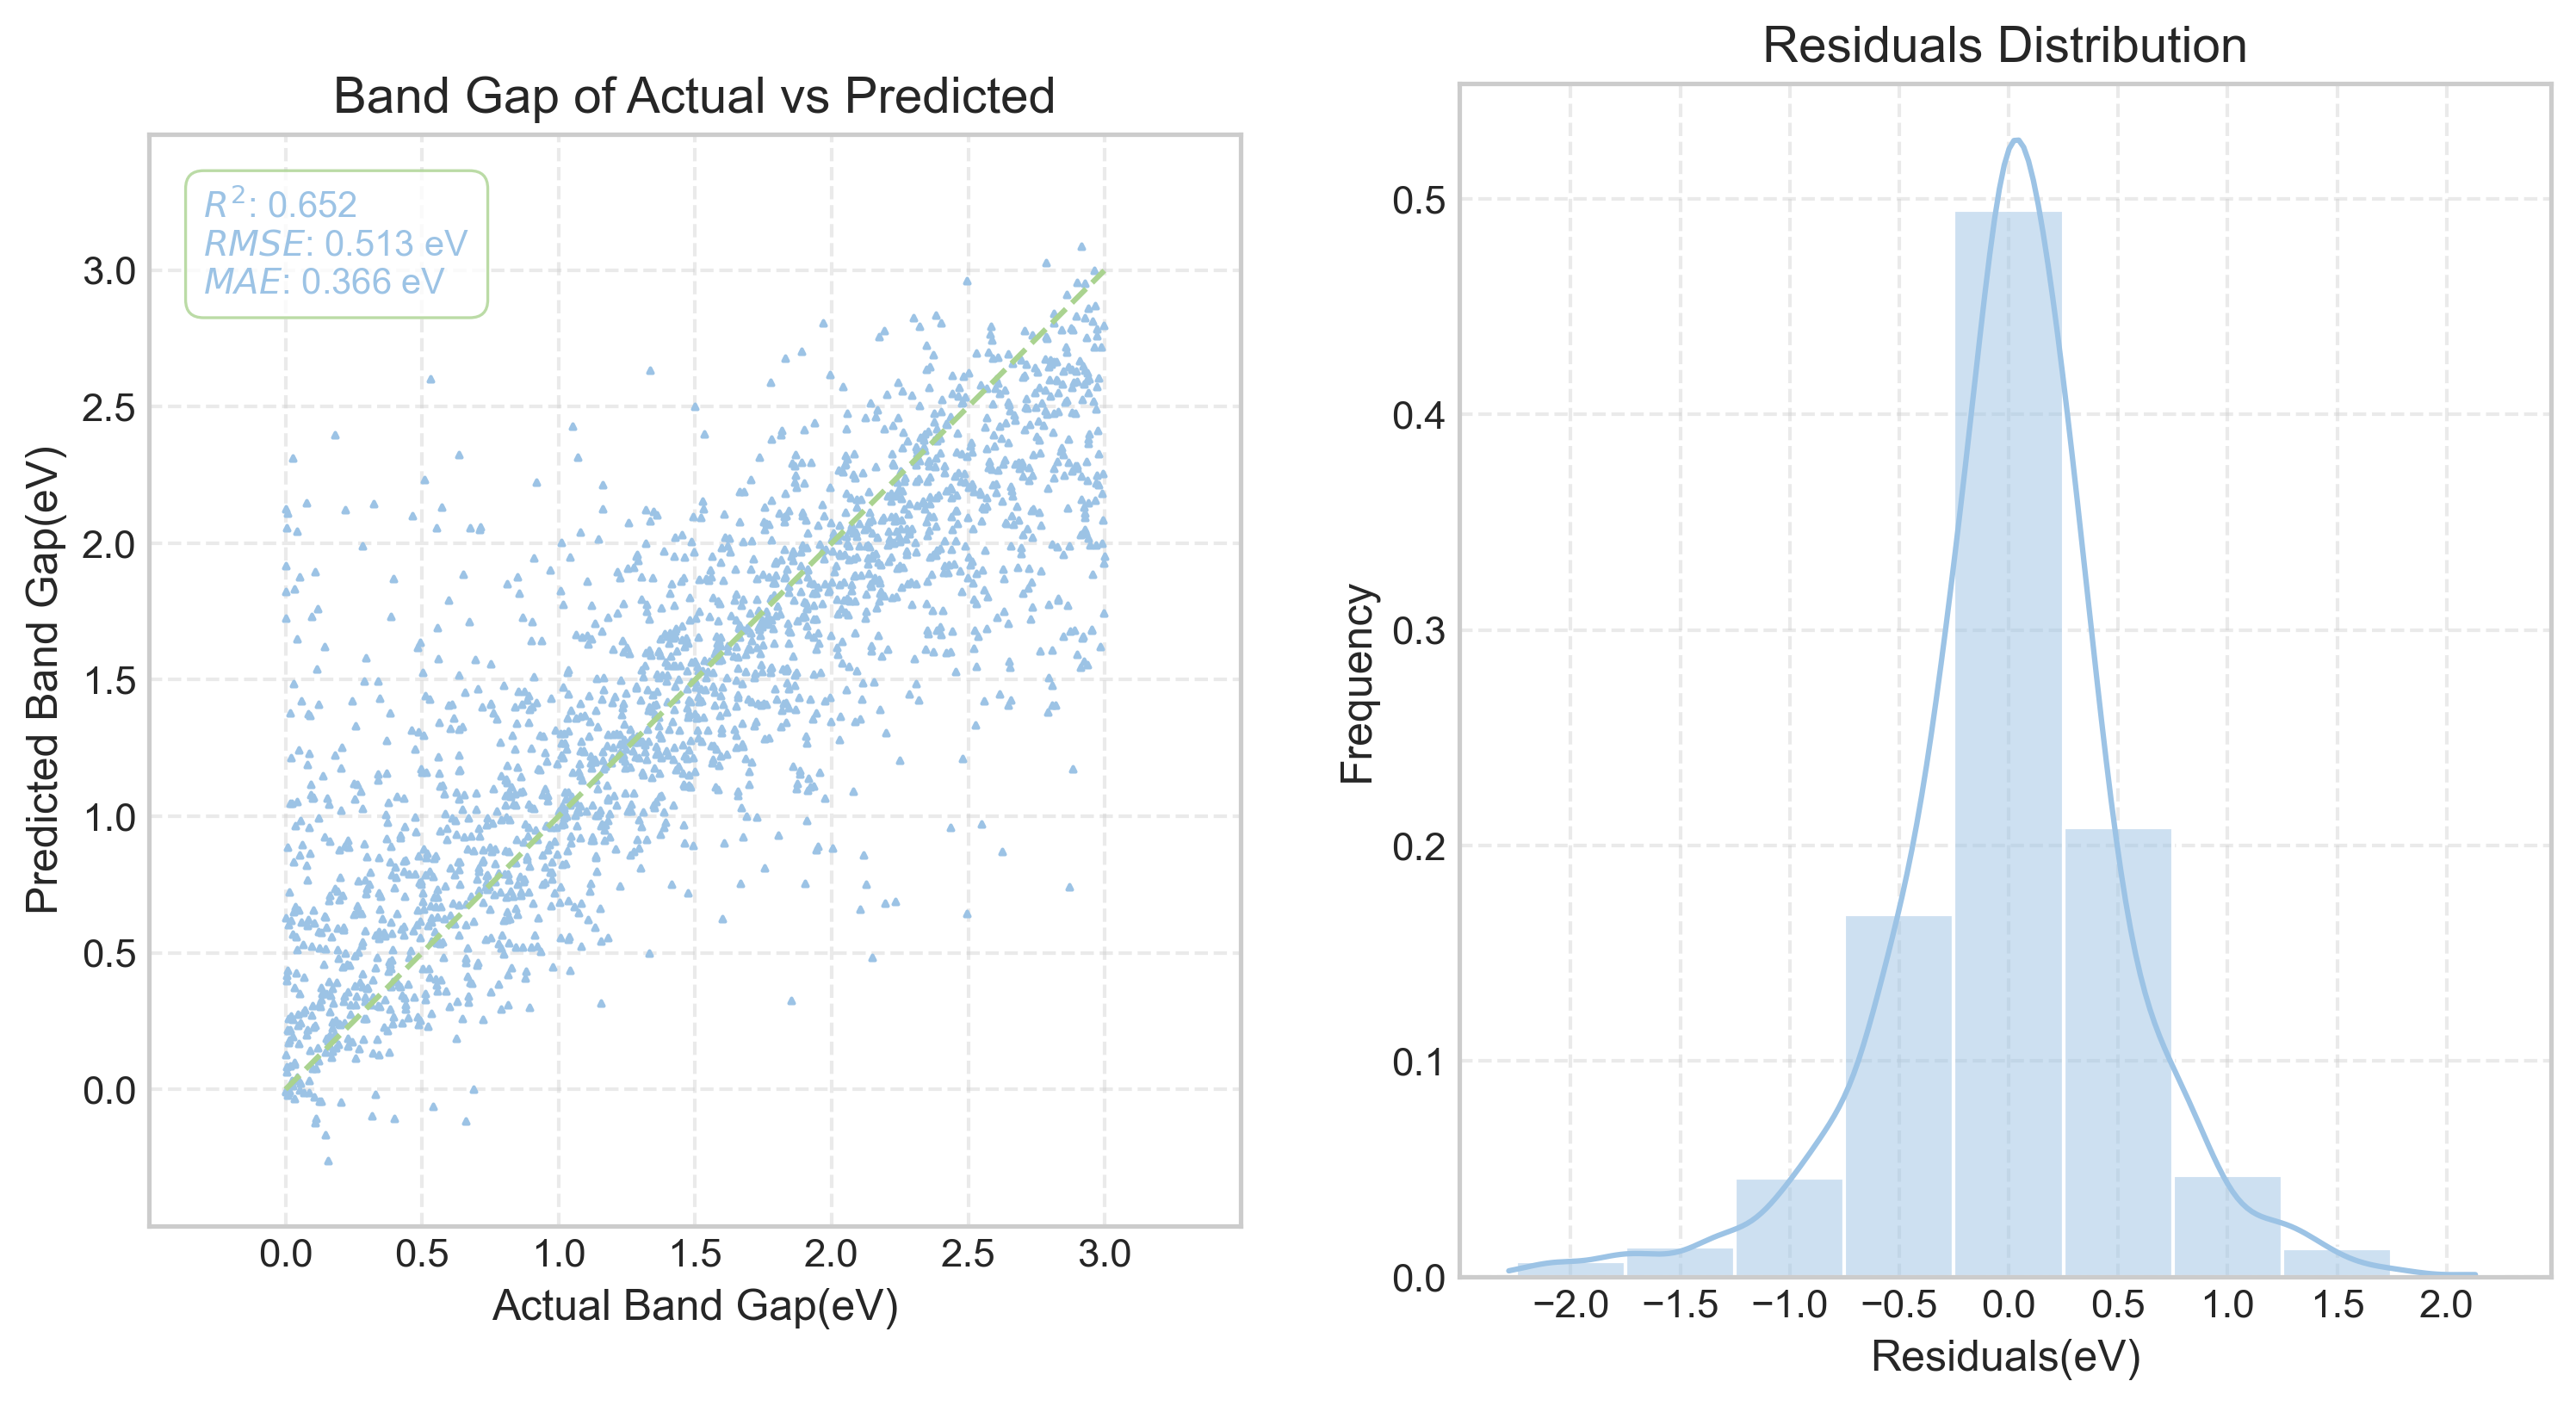 Band Gap of Actual vs Predicted
R²: 0.652
RMSE: 0.513 eV
MAE: 0.366 eV
3.0
2.5
2.0
1.5
1.0
0.5
0.0
Predicted Band Gap(eV)
0.0 0.5 1.0 1.5 2.0 2.5 3.0
Actual Band Gap(eV)
Residuals Distribution
0.5
0.4
0.3
0.2
0.1
0.0
Frequency
−2.0 −1.5 −1.0 −0.5 0.0 0.5 1.0 1.5 2.0
Residuals(eV)